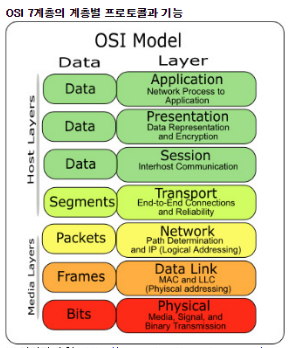 OSI 7계층의 계층별 프로토콜과 기능
OSI Model
Data Layer
Data Application
Network Process to
Application
Data Presentation
Data Representation
and Encryption
Data Session
Interhost Communication
Segments Transport
End-to-End Connections
and Reliability
Packets Network
Path Determination
and IP (Logical Addressing)
Frames Data Link
MAC and LLC
(Phyiscal addressing)
Bits Physical
Media, Signal, and
Binary Transmission
Host Layers
Media Layers